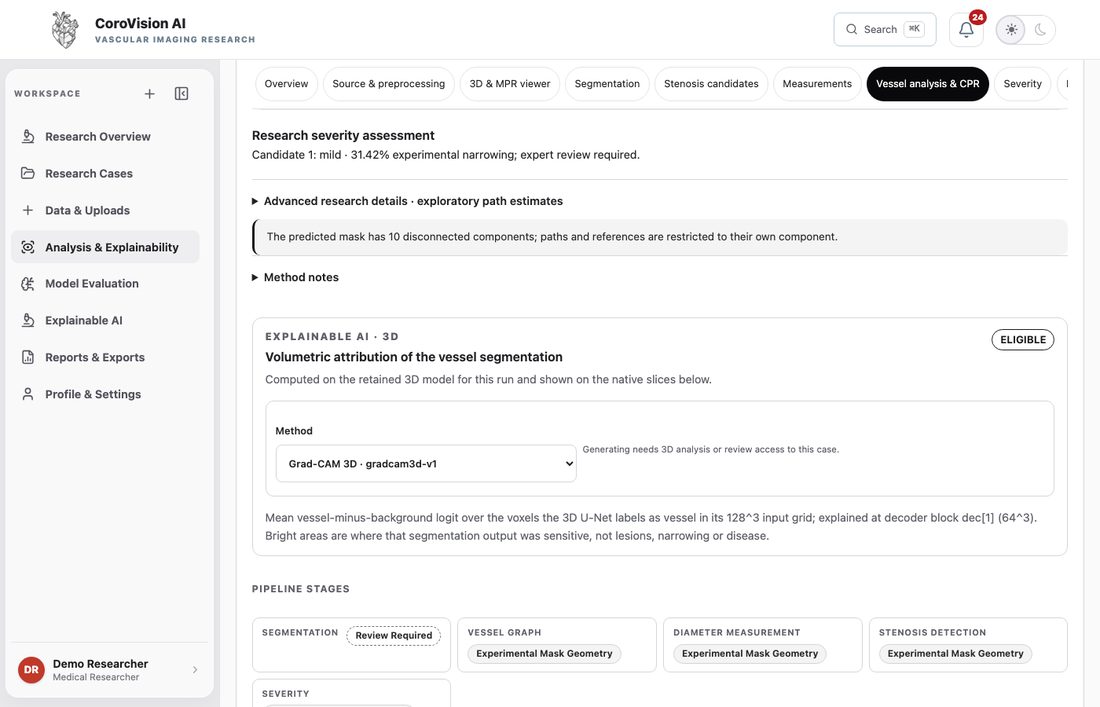 CoroVision AI
VASCULAR IMAGING RESEARCH
Search ⌘K
24
WORKSPACE
Research Overview
Research Cases
Data & Uploads
Analysis & Explainability
Model Evaluation
Explainable AI
Reports & Exports
Profile & Settings
DR
Demo Researcher
Medical Researcher
Overview
Source & preprocessing
3D & MPR viewer
Segmentation
Stenosis candidates
Measurements
Vessel analysis & CPR
Severity
Research severity assessment
Candidate 1: mild · 31.42% experimental narrowing; expert review required.
Advanced research details · exploratory path estimates
The predicted mask has 10 disconnected components; paths and references are restricted to their own component.
Method notes
EXPLAINABLE AI · 3D
ELIGIBLE
Volumetric attribution of the vessel segmentation
Computed on the retained 3D model for this run and shown on the native slices below.
Method
Grad-CAM 3D · gradcam3d-v1
Generating needs 3D analysis or review access to this case.
Mean vessel-minus-background logit over the voxels the 3D U-Net labels as vessel in its 128^3 input grid; explained at decoder block dec[1] (64^3).
Bright areas are where that segmentation output was sensitive, not lesions, narrowing or disease.
PIPELINE STAGES
SEGMENTATION
Review Required
VESSEL GRAPH
Experimental Mask Geometry
DIAMETER MEASUREMENT
Experimental Mask Geometry
STENOSIS DETECTION
Experimental Mask Geometry
SEVERITY